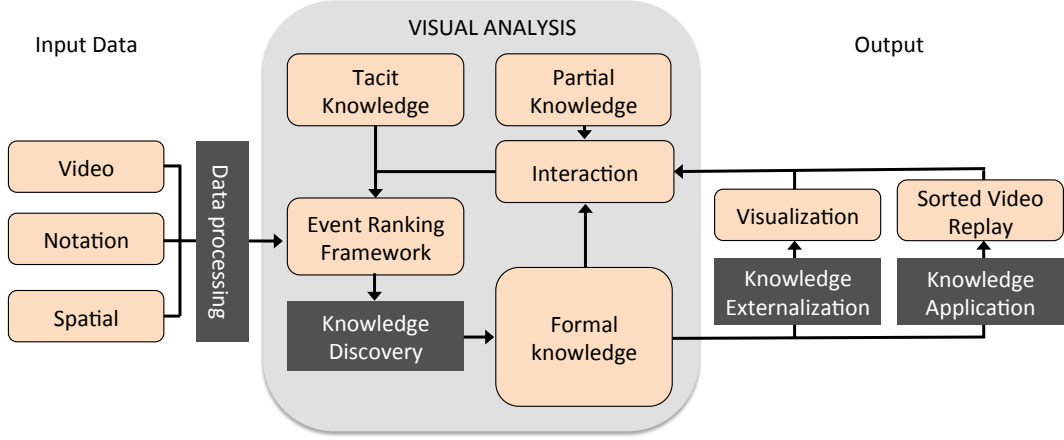 Input Data
VISUAL ANALYSIS
Output
Tacit
Knowledge
Partial
Knowledge
Video
Notation
Spatial
Data processing
Interaction
Event Ranking
Framework
Knowledge
Discovery
Formal
knowledge
Visualization
Sorted Video
Replay
Knowledge
Externalization
Knowledge
Application